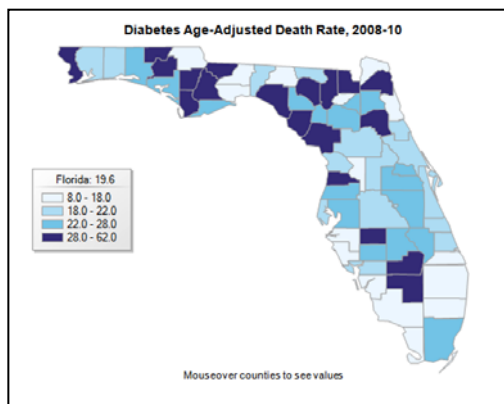 Diabetes Age-Adjusted Death Rate, 2008-10
Florida: 19.6
8.0 - 18.0
18.0 - 22.0
22.0 - 28.0
28.0 - 62.0
Mouseover counties to see values